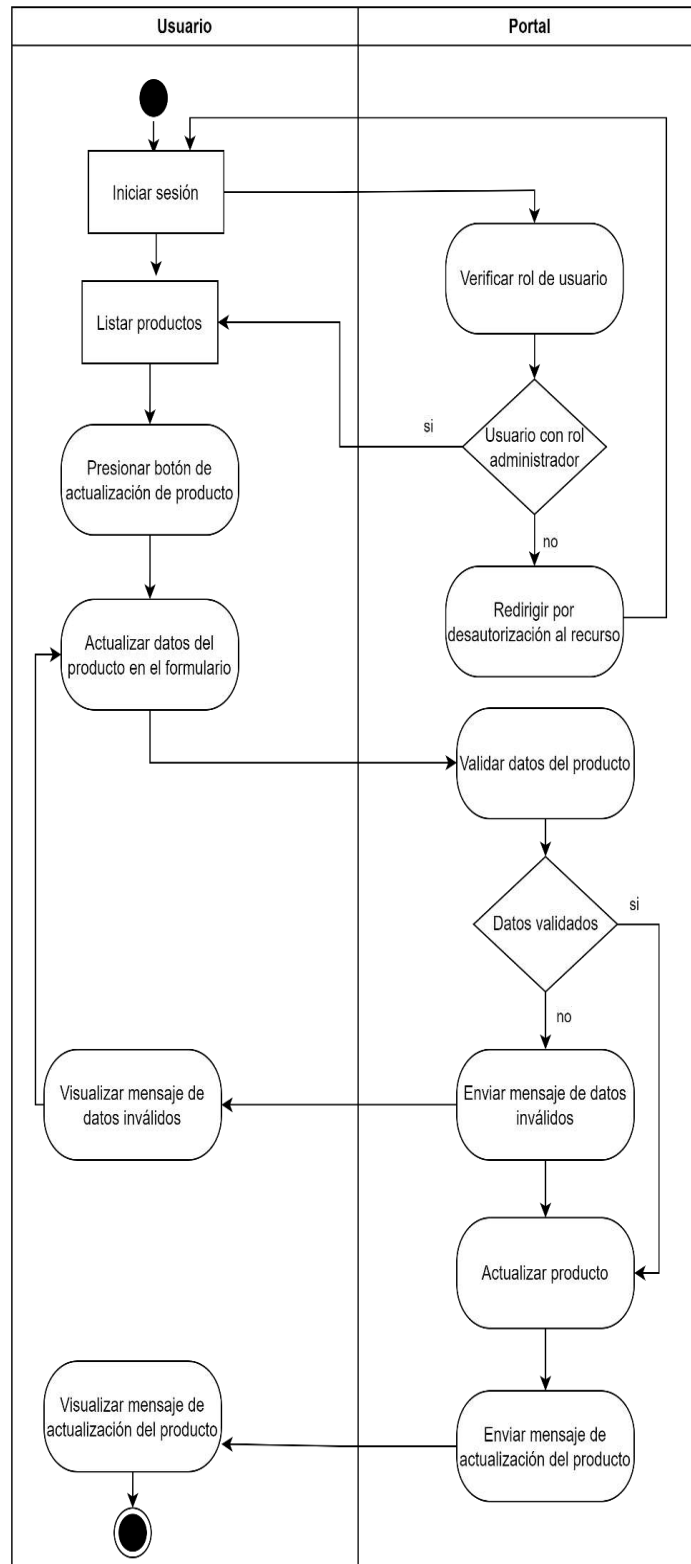 Usuario
Portal
Iniciar sesión
Verificar rol de usuario
Listar productos
si
Usuario con rol
administrador
Presionar botón de
actualización de producto
no
Redirigir por
desautorización al recurso
Actualizar datos del
producto en el formulario
Validar datos del producto
Datos validados
si
no
Enviar mensaje de datos
inválidos
Visualizar mensaje de
datos inválidos
Actualizar producto
Enviar mensaje de
actualización del producto
Visualizar mensaje de
actualización del producto